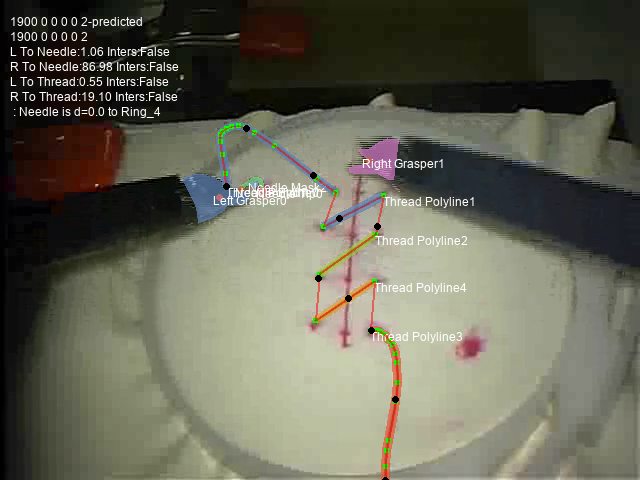 1900 0 0 0 0 2-predicted
1900 0 0 0 0 2
L To Needle:1.06 Inters:False
R To Needle:86.98 Inters:False
L To Thread:0.55 Inters:False
R To Thread:19.10 Inters:False
: Needle is d=0.0 to Ring_4
Right Grasper1
Needle Mask
Left Grasper0
Thread Polyline1
Thread Polyline2
Thread Polyline4
Thread Polyline3